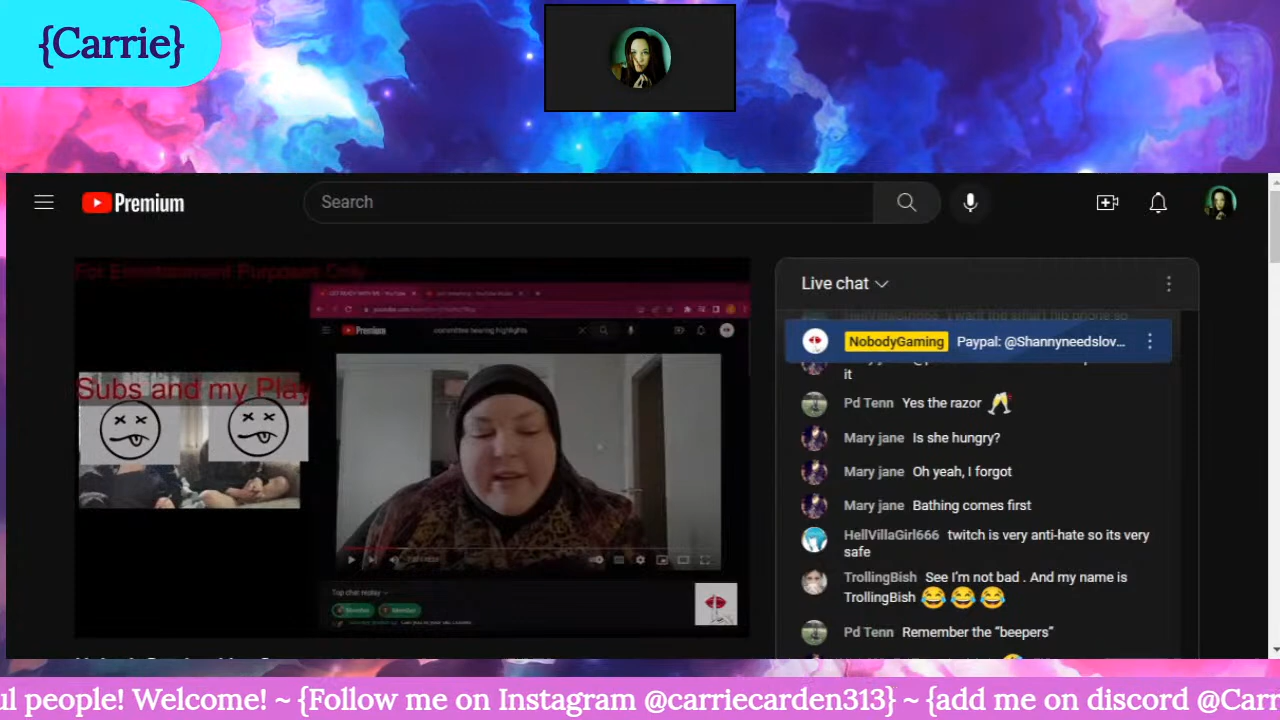 {Carrie}
Premium
Search
For Entertainment Purposes Only
Live chat
NobodyGaming Paypal: @Shannyneedslov...
it
Subs and my Play
Premium
committee hearing highlights
Pd Tenn Yes the razor
Mary jane Is she hungry?
Mary jane Oh yeah, I forgot
Mary jane Bathing comes first
HellVillaGirl666 twitch is very anti-hate so its very
safe
TrollingBish See I'm not bad . And my name is
TrollingBish
Pd Tenn Remember the “beepers”
Top chat replay
Member Member
ul people! Welcome! ~ {Follow me on Instagram @carriecarden313} ~ {add me on discord @Carr